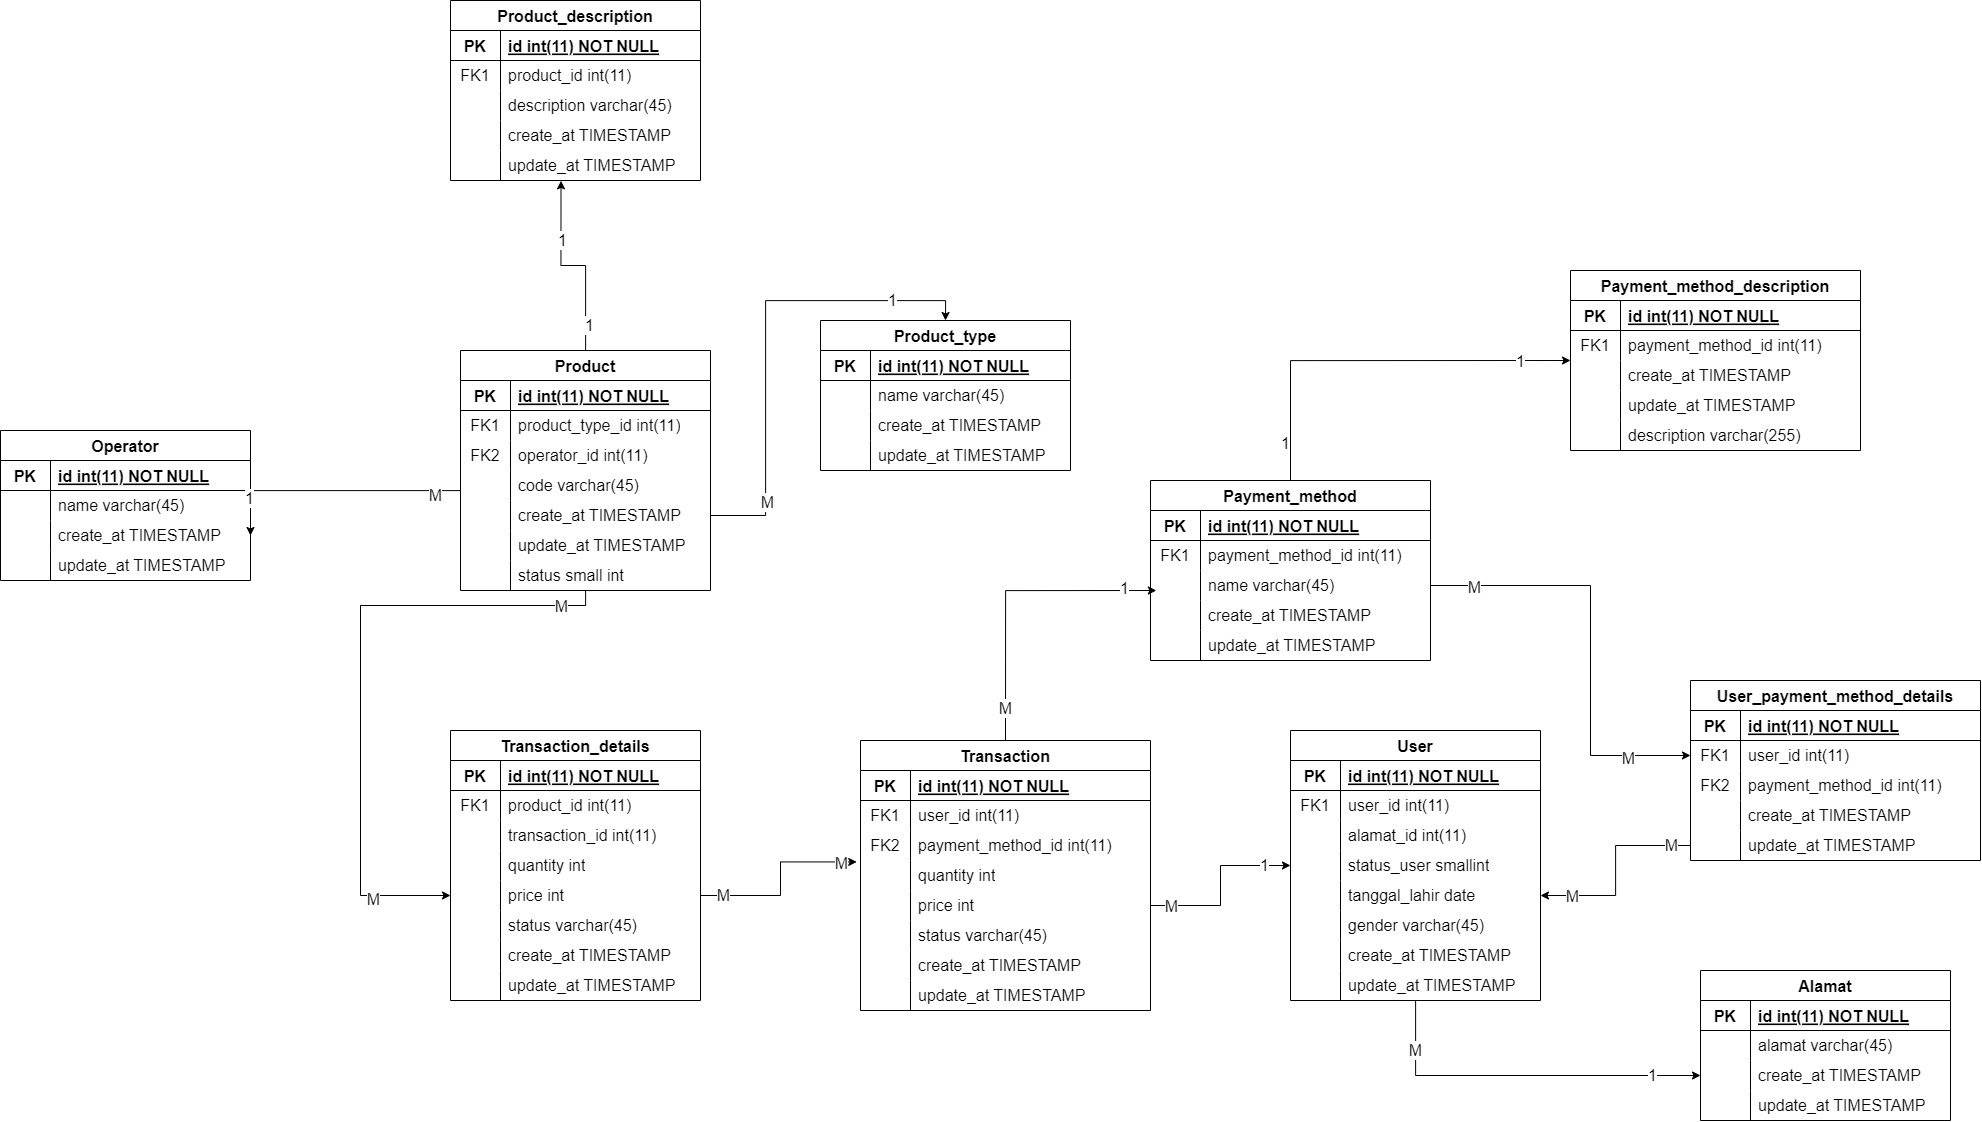 Product_description
PK id int(11) NOT NULL
FK1 product_id int(11)
description varchar(45)
create_at TIMESTAMP
update_at TIMESTAMP
1
1
Product
PK id int(11) NOT NULL
FK1 product_type_id int(11)
FK2 operator_id int(11)
code varchar(45)
create_at TIMESTAMP
update_at TIMESTAMP
status small int
M
1
Product_type
PK id int(11) NOT NULL
name varchar(45)
create_at TIMESTAMP
update_at TIMESTAMP
Operator
PK id int(11) NOT NULL
name varchar(45)
create_at TIMESTAMP
update_at TIMESTAMP
1
M
M
M
Payment_method_description
PK id int(11) NOT NULL
FK1 payment_method_id int(11)
create_at TIMESTAMP
update_at TIMESTAMP
description varchar(255)
1
1
Payment_method
PK id int(11) NOT NULL
FK1 payment_method_id int(11)
name varchar(45)
create_at TIMESTAMP
update_at TIMESTAMP
1
M
M
M
User_payment_method_details
PK id int(11) NOT NULL
FK1 user_id int(11)
FK2 payment_method_id int(11)
create_at TIMESTAMP
update_at TIMESTAMP
M
M
Transaction_details
PK id int(11) NOT NULL
FK1 product_id int(11)
transaction_id int(11)
quantity int
price int
status varchar(45)
create_at TIMESTAMP
update_at TIMESTAMP
M
M
Transaction
PK id int(11) NOT NULL
FK1 user_id int(11)
FK2 payment_method_id int(11)
quantity int
price int
status varchar(45)
create_at TIMESTAMP
update_at TIMESTAMP
M
1
User
PK id int(11) NOT NULL
FK1 user_id int(11)
alamat_id int(11)
status_user smallint
tanggal_lahir date
gender varchar(45)
create_at TIMESTAMP
update_at TIMESTAMP
M
1
Alamat
PK id int(11) NOT NULL
alamat varchar(45)
create_at TIMESTAMP
update_at TIMESTAMP